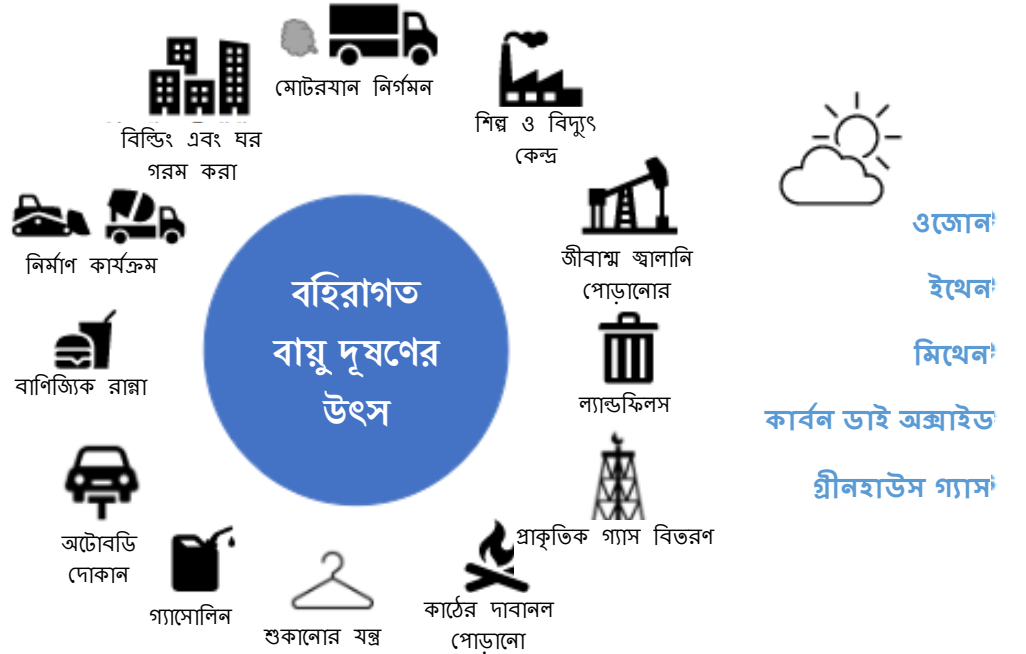 মোটরযান নির্গমন
শিল্প ও বিদ্যুৎ
কেন্দ্র
বিল্ডিং এবং ঘর
গরম করা
নির্মাণ কার্যক্রম
জীবাশ্ম জ্বালানি
পোড়ানোর
বহিরাগত
বায়ু দূষণের
উৎস
বাণিজ্যিক রান্না
ল্যান্ডফিলস
অটোবডি
দোকান
প্রাকৃতিক গ্যাস বিতরণ
গ্যাসোলিন
শুকানোর যন্ত্র
কাঠের দাবানল
পোড়ানো
ওজোন
ইথেন
মিথেন
কার্বন ডাই অক্সাইড
গ্রীনহাউস গ্যাস